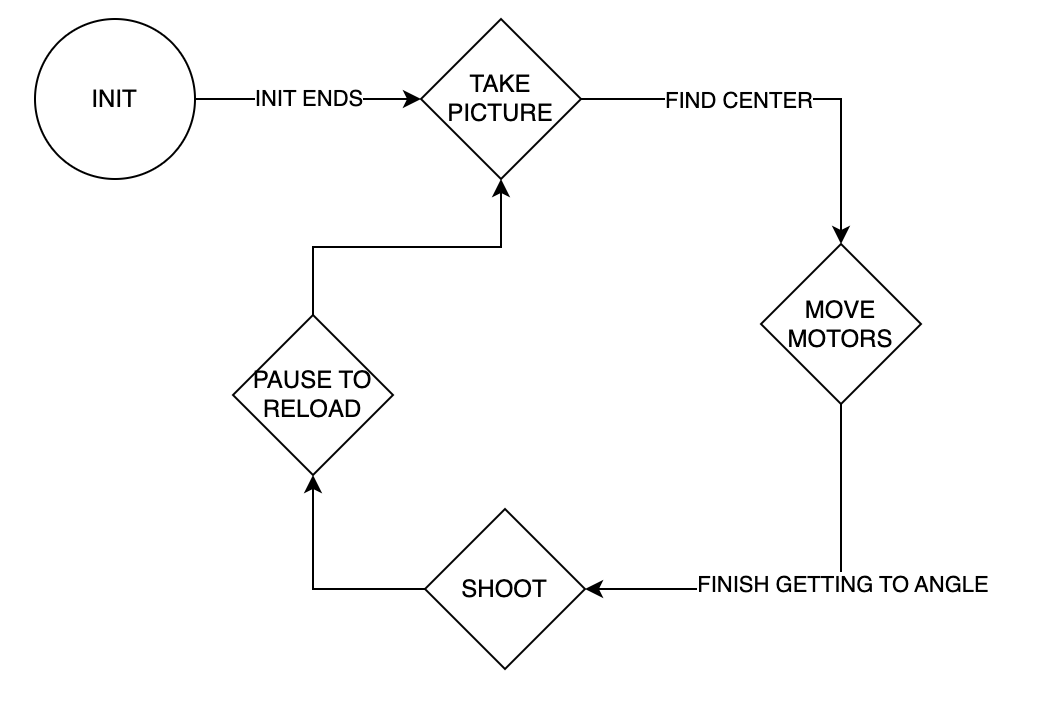 INIT
INIT ENDS
TAKE
PICTURE
FIND CENTER
MOVE
MOTORS
FINISH GETTING TO ANGLE
SHOOT
PAUSE TO
RELOAD